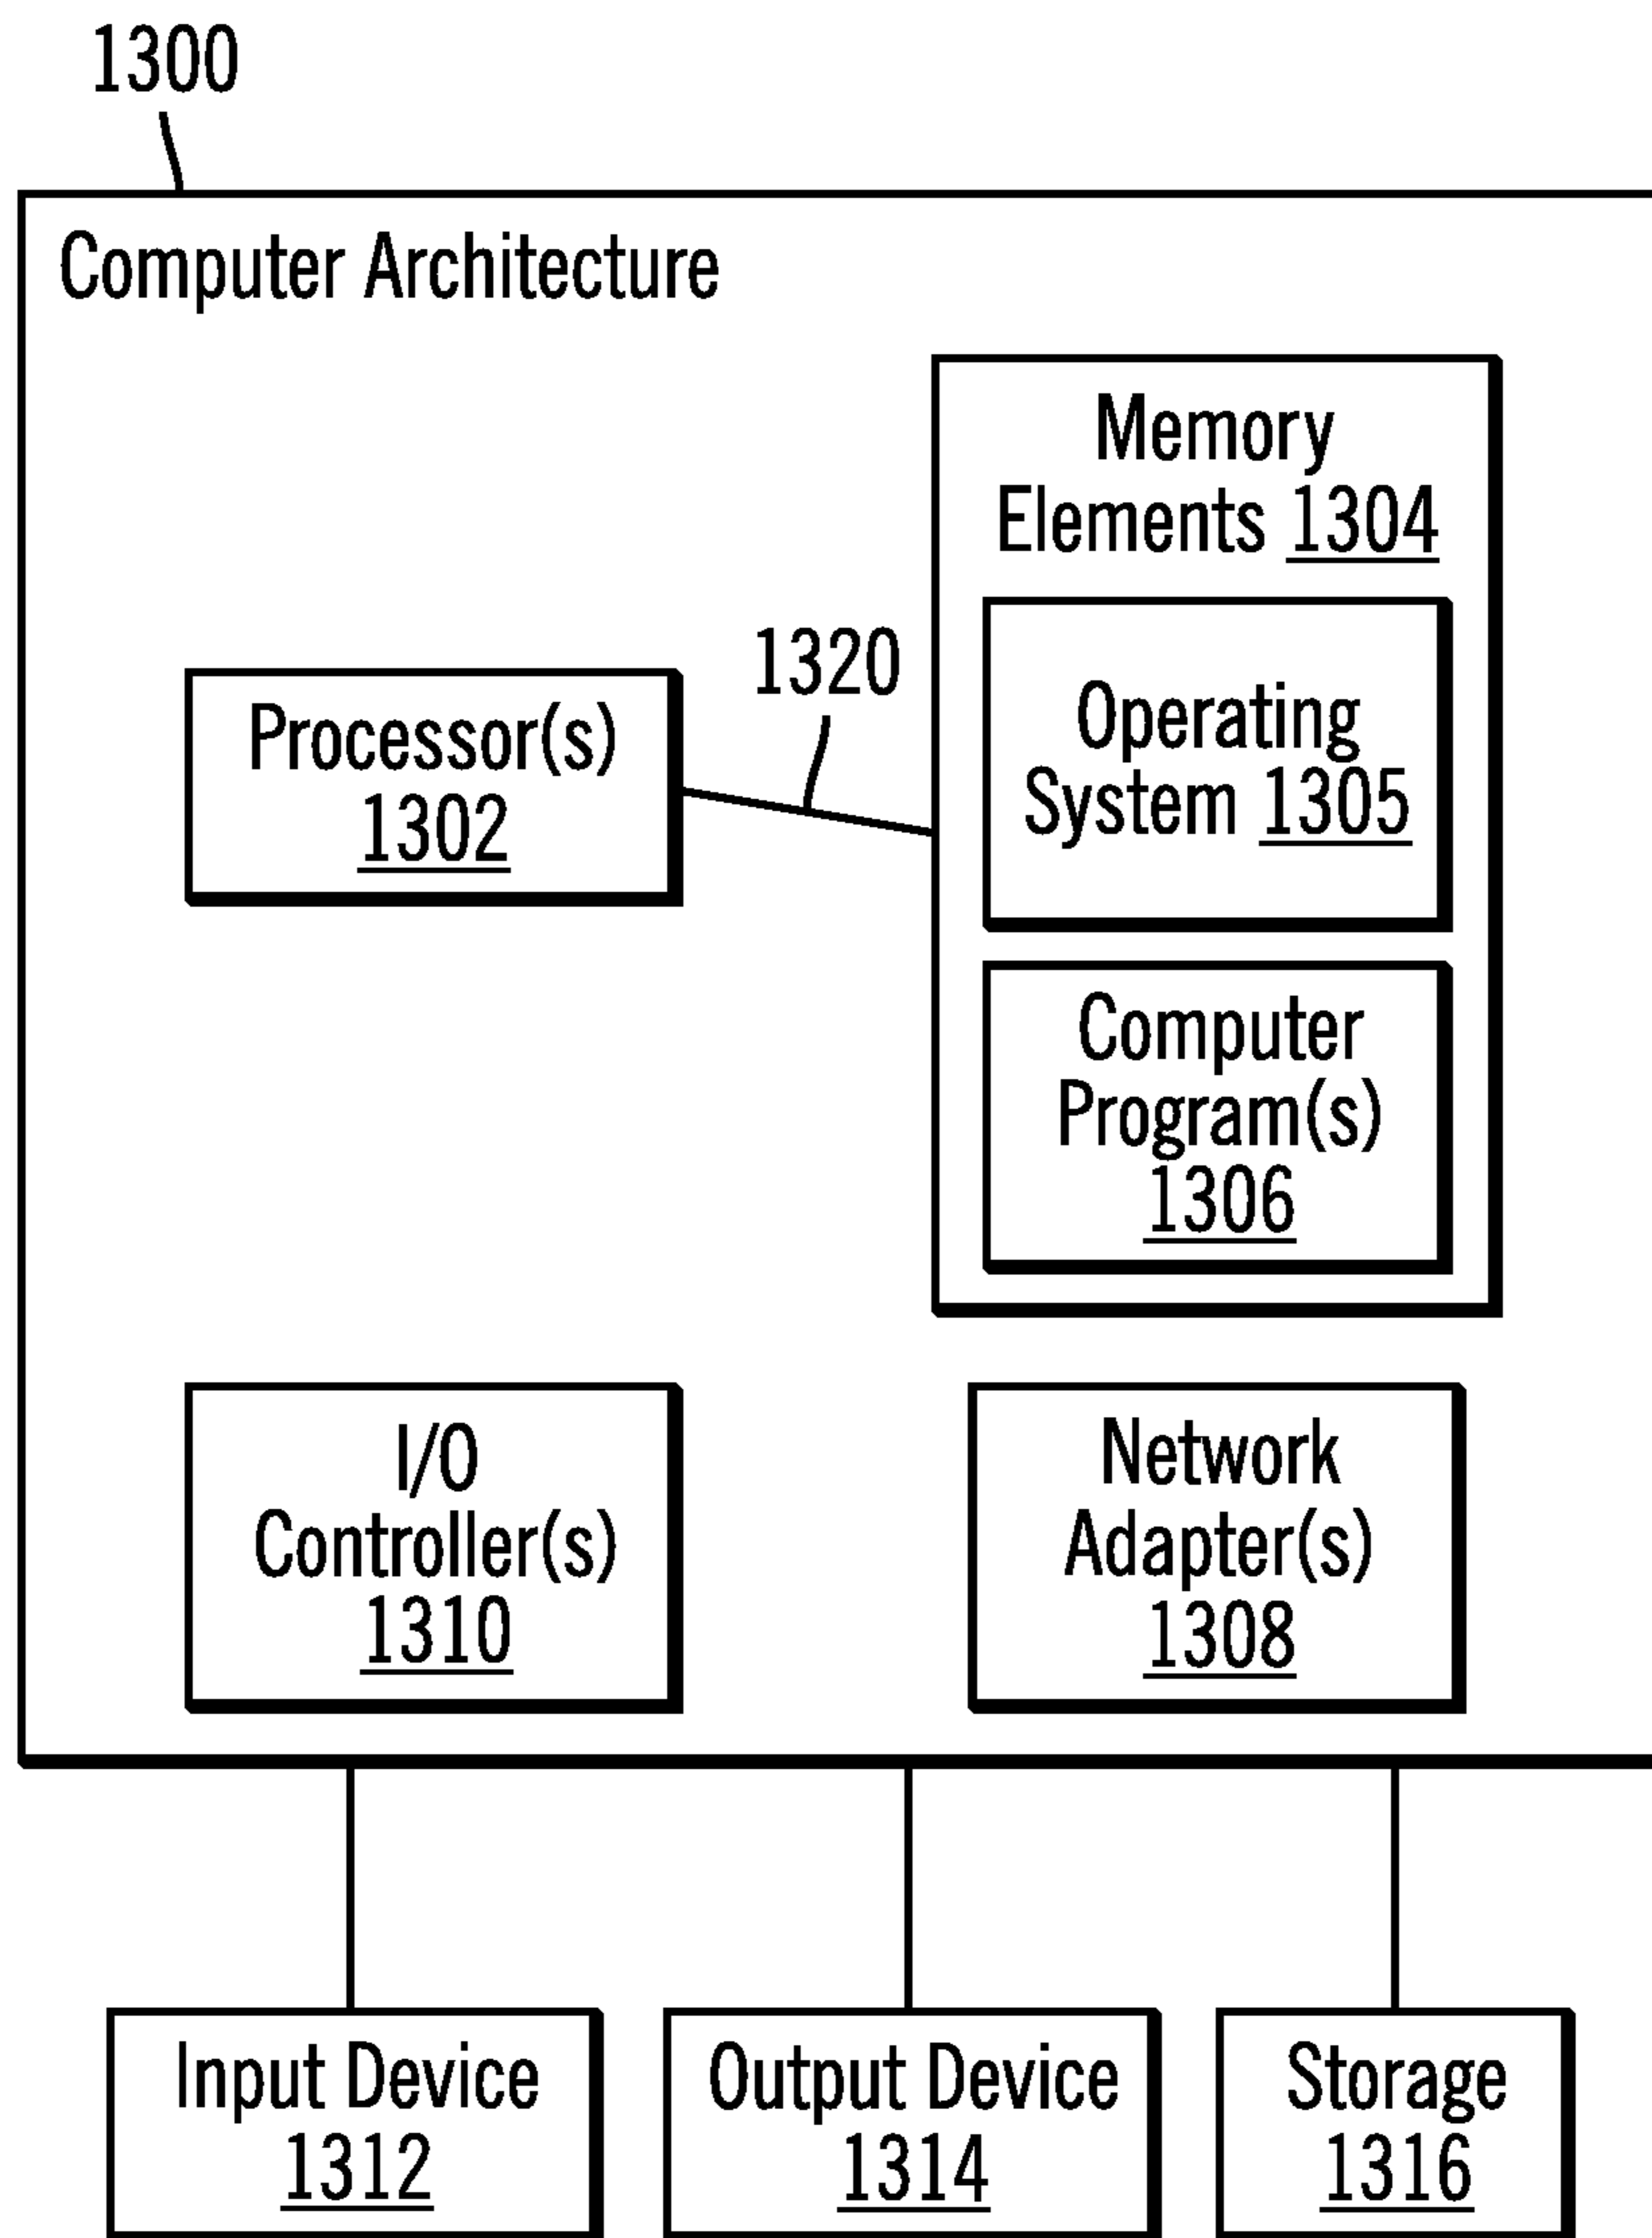 1300
Computer Architecture
Memory
Elements 1304
1320
Operating
System 1305
Processor(s)
1302
Computer
Program(s)
1306
I/O
Controller(s)
1310
Network
Adapter(s)
1308
Input Device
1312
Output Device
1314
Storage
1316